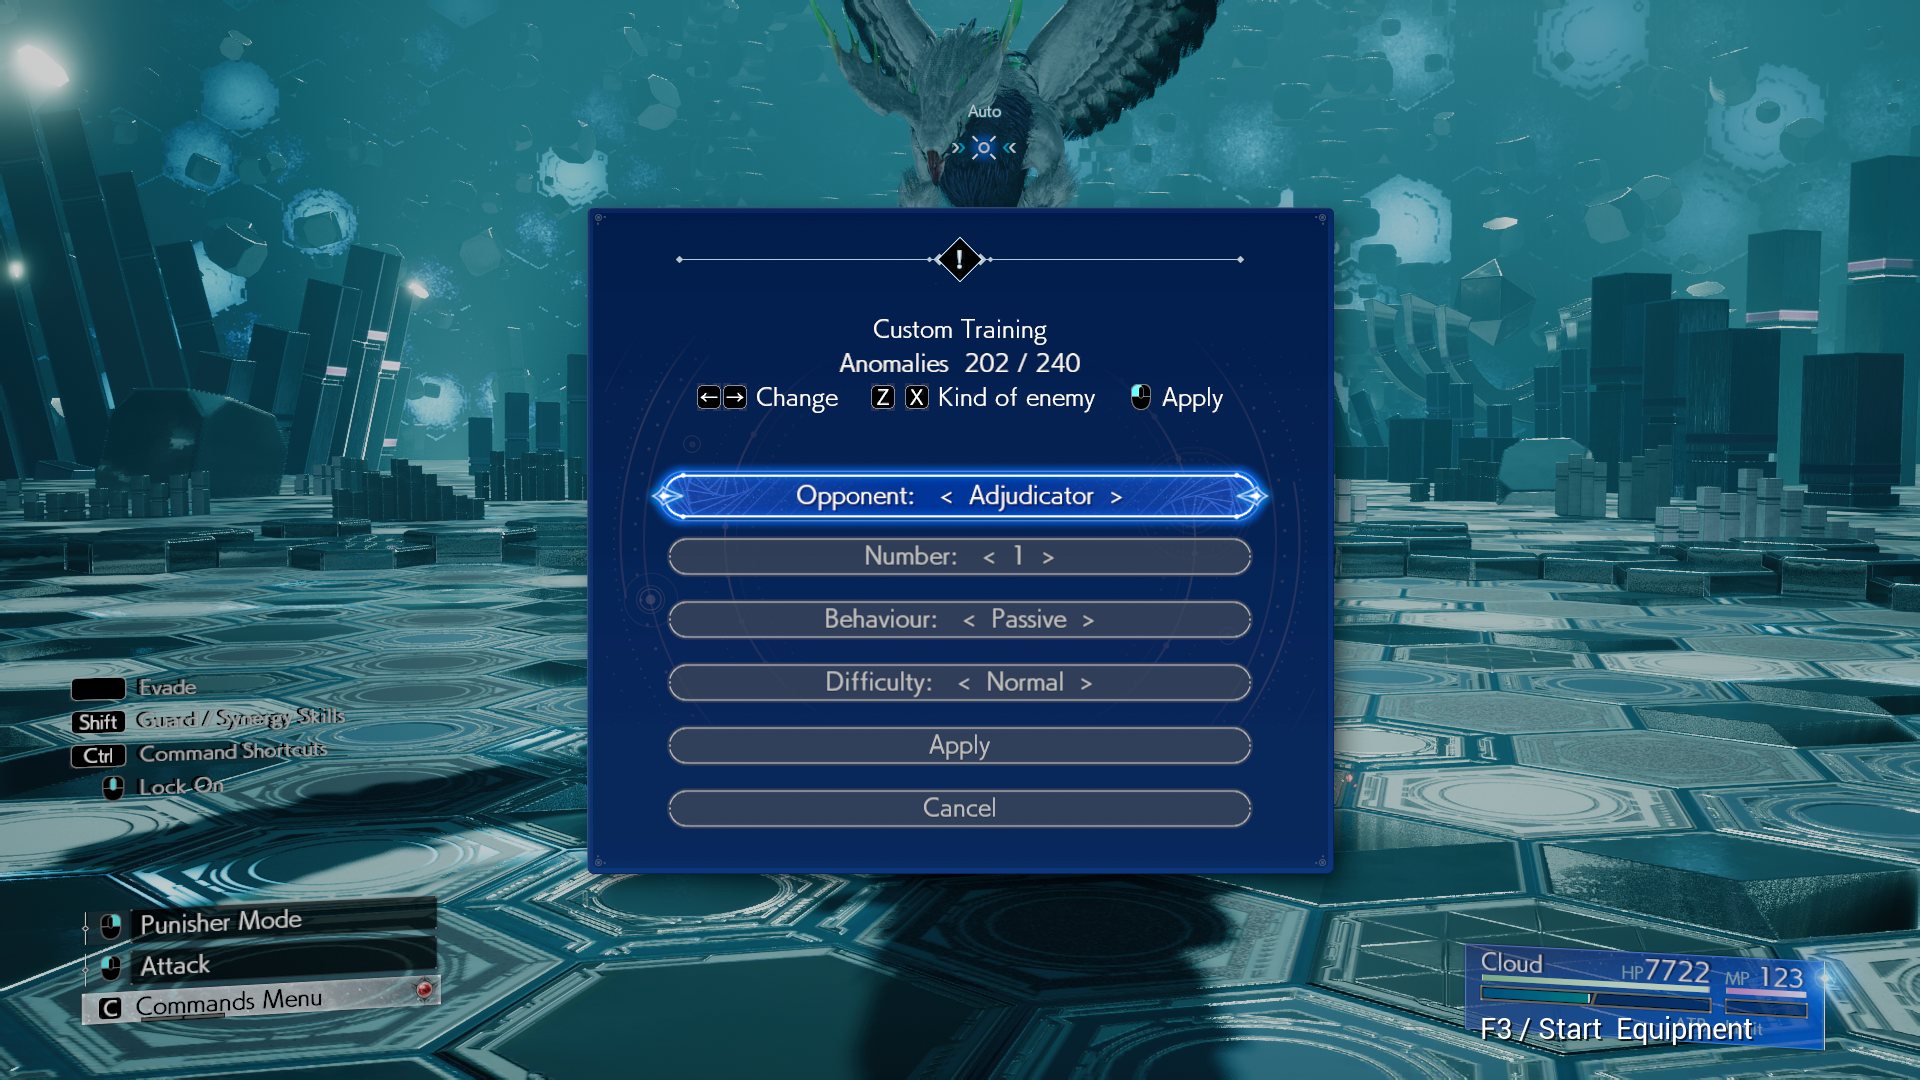 Auto
!
Custom Training
Anomalies 202 / 240
←→ Change Z X Kind of enemy Apply
Opponent: < Adjudicator >
Number: < 1 >
Behaviour: < Passive >
Difficulty: < Normal >
Apply
Cancel
Evade
Shift Guard / Synergy Skills
Ctrl Command Shortcuts
Lock On
Punisher Mode
Attack
C Commands Menu
Cloud HP 7722 MP 123
F3 / Start Equipment